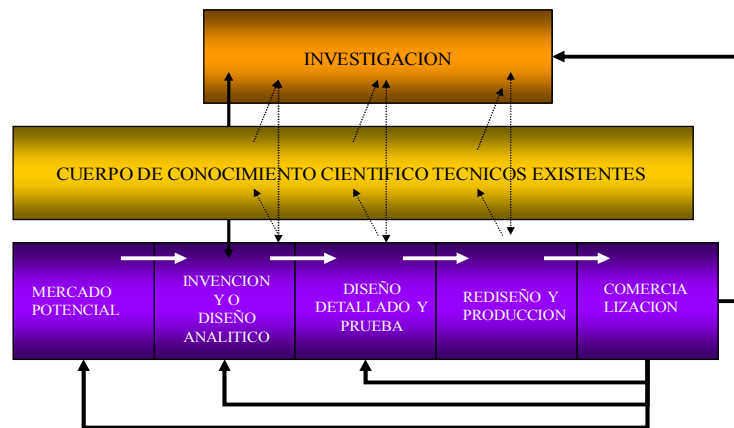 INVESTIGACION
CUERPO DE CONOCIMIENTO CIENTIFICO TECNICOS EXISTENTES
MERCADO
POTENCIAL
INVENCION
Y O
DISEÑO
ANALITICO
DISEÑO
DETALLADO Y
PRUEBA
REDISEÑO Y
PRODUCCION
COMERCIA
LIZACION